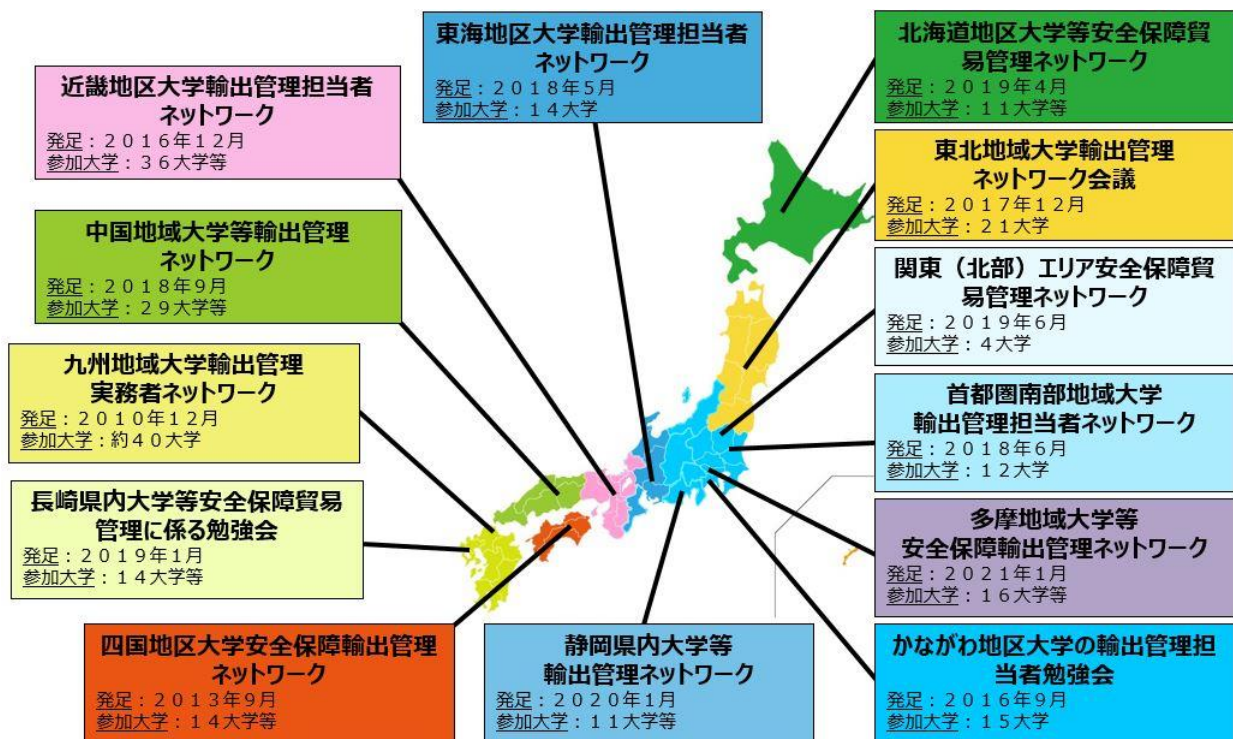 東海地区大学輸出管理担当者
ネットワーク
発足：２０１８年５月
参加大学：１４大学
北海道地区大学等安全保障貿
易管理ネットワーク
発足：２０１９年４月
参加大学：１１大学等
近畿地区大学輸出管理担当者
ネットワーク
発足：２０１６年１２月
参加大学：３６大学等
東北地域大学輸出管理
ネットワーク会議
発足：２０１７年１２月
参加大学：２１大学
中国地域大学等輸出管理
ネットワーク
発足：２０１８年９月
参加大学：２９大学等
関東（北部）エリア安全保障貿
易管理ネットワーク
発足：２０１９年６月
参加大学：４大学
九州地域大学輸出管理
実務者ネットワーク
発足：２０１０年１２月
参加大学：約４０大学
首都圏南部地域大学
輸出管理担当者ネットワーク
発足：２０１８年６月
参加大学：１２大学
長崎県内大学等安全保障貿易
管理に係る勉強会
発足：２０１９年１月
参加大学：１４大学等
多摩地域大学等
安全保障輸出管理ネットワーク
発足：２０２１年１月
参加大学：１６大学等
四国地区大学安全保障輸出管理
ネットワーク
発足：２０１３年９月
参加大学：１４大学等
静岡県内大学等
輸出管理ネットワーク
発足：２０２０年１月
参加大学：１１大学等
かながわ地区大学の輸出管理担
当者勉強会
発足：２０１６年９月
参加大学：１５大学